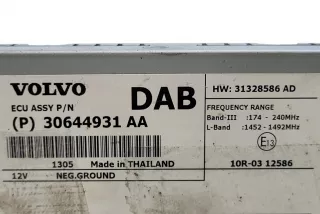 VOLVO
DAB
HW: 31328586 AD
ECU ASSY P/N
(P) 30644931 AA
FREQUENCY RANGE
Band-III : 174 - 240MHz
L-Band : 1452 - 1492MHz
E13
1305 Made in THAILAND
10R-03 12586
12V NEG.GROUND